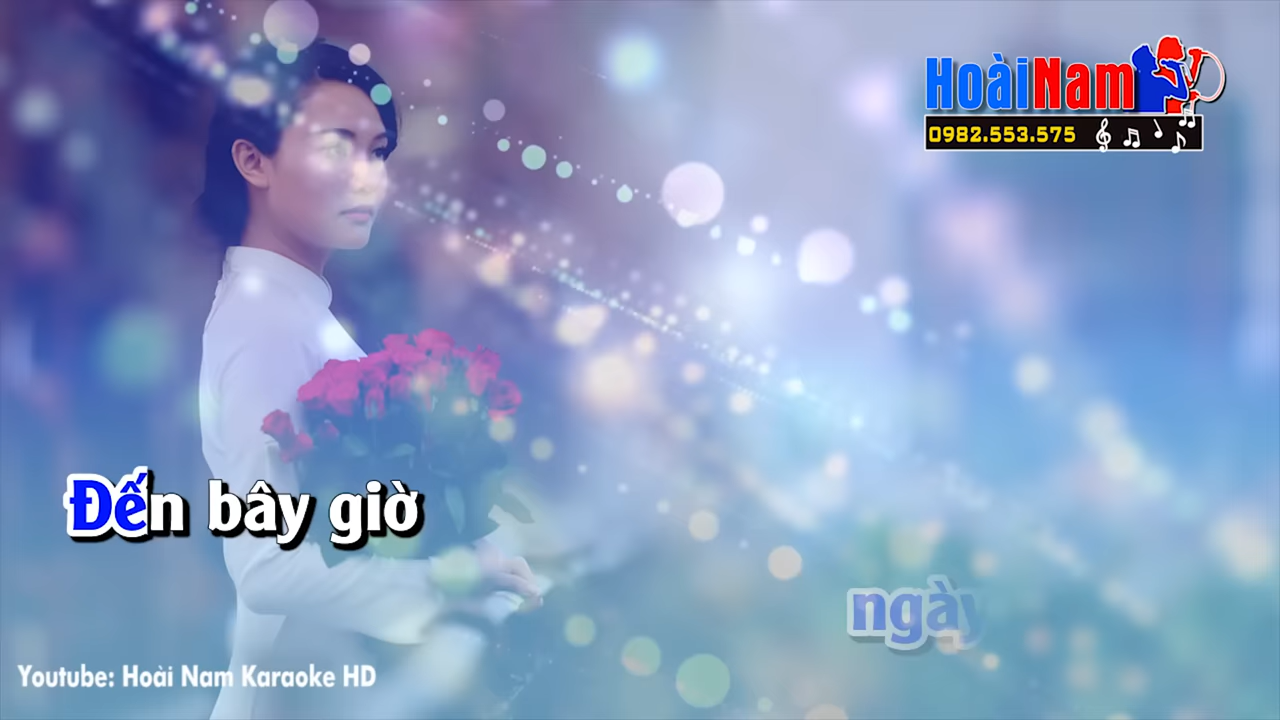 HoàiNam
0982.553.575
Đến bây giờ
ngày
Youtube: Hoài Nam Karaoke HD